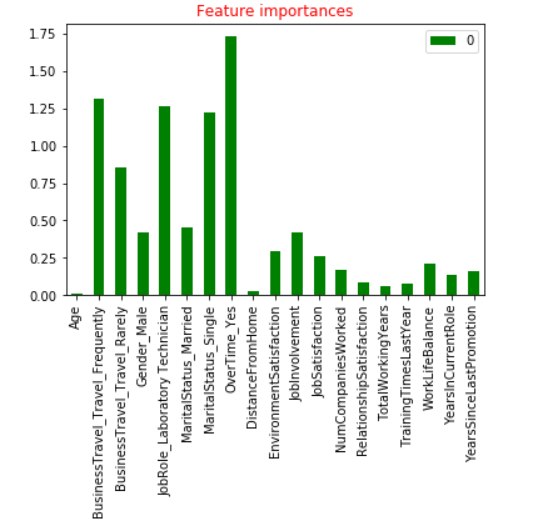 Feature importances
0
1.75
1.50
1.25
1.00
0.75
0.50
0.25
0.00
Age
BusinessTravel_Travel_Frequently
BusinessTravel_Travel_Rarely
Gender_Male
JobRole_Laboratory Technician
MaritalStatus_Married
MaritalStatus_Single
OverTime_Yes
DistanceFromHome
EnvironmentSatisfaction
JobInvolvement
JobSatisfaction
NumCompaniesWorked
RelationshipSatisfaction
TotalWorkingYears
TrainingTimesLastYear
WorkLifeBalance
YearsInCurrentRole
YearsSinceLastPromotion